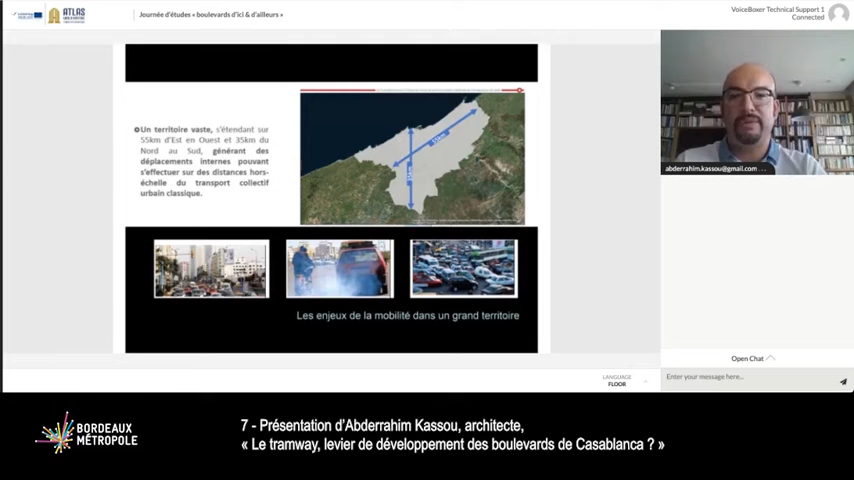 ATLAS
Journée d'études « boulevards d'ici & d'ailleurs »
VoiceBoxer Technical Support 1
Connected
Un territoire vaste, s'étendant sur
55km d'Est en Ouest et 35km du
Nord au Sud, générant des
déplacements internes pouvant
s'effectuer sur des distances hors-
échelle du transport collectif
urbain classique.
55km
35km
abderrahim.kassou@gmail.com ...
Les enjeux de la mobilité dans un grand territoire
Open Chat
LANGUAGE
FLOOR
Enter your message here...
BORDEAUX
MÉTROPOLE
7 - Présentation d'Abderrahim Kassou, architecte,
« Le tramway, levier de développement des boulevards de Casablanca ? »